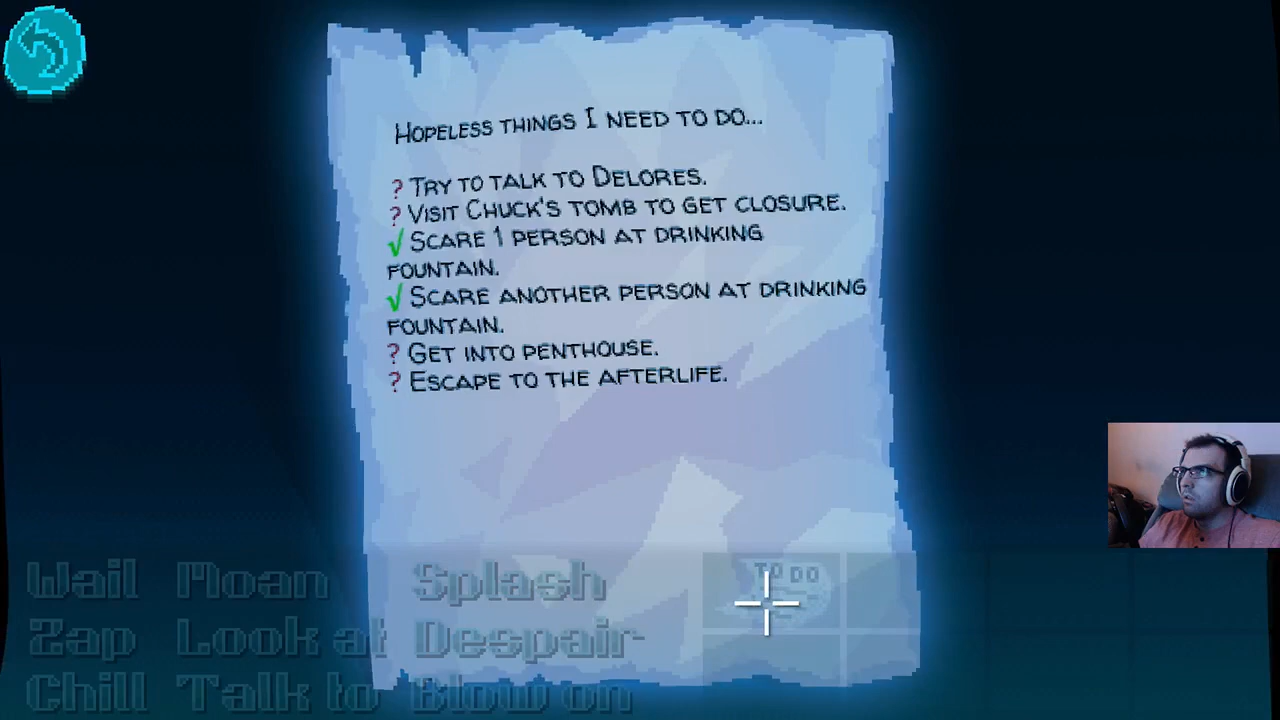 Hopeless things I need to do...
? Try to talk to Delores.
? Visit Chuck's tomb to get closure.
√ Scare 1 person at drinking
fountain.
√ Scare another person at drinking
fountain.
? Get into penthouse.
? Escape to the afterlife.
Wail Moan Splash
Zap Look at Despair
Chill Talk to Blow on
TO DO